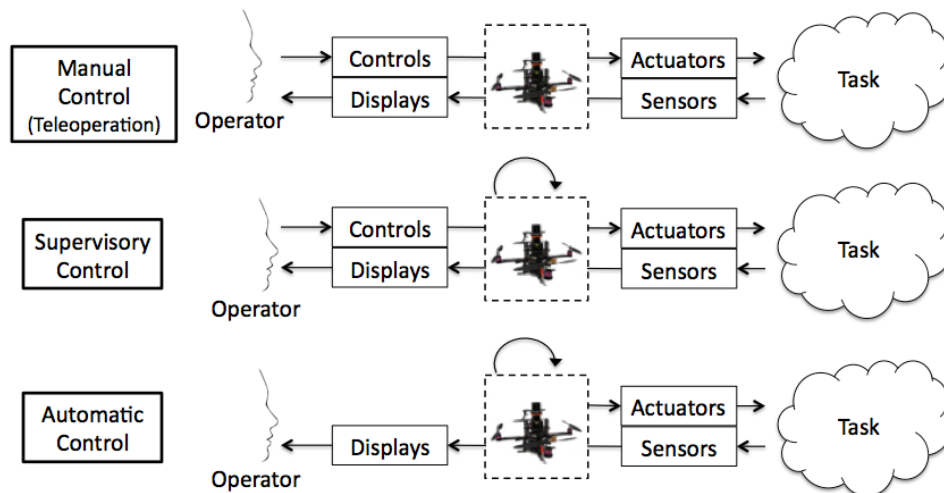 Manual
Control
(Teleoperation)
Operator
Controls
Displays
Actuators
Sensors
Task
Supervisory
Control
Operator
Controls
Displays
Actuators
Sensors
Task
Automatic
Control
Operator
Displays
Actuators
Sensors
Task